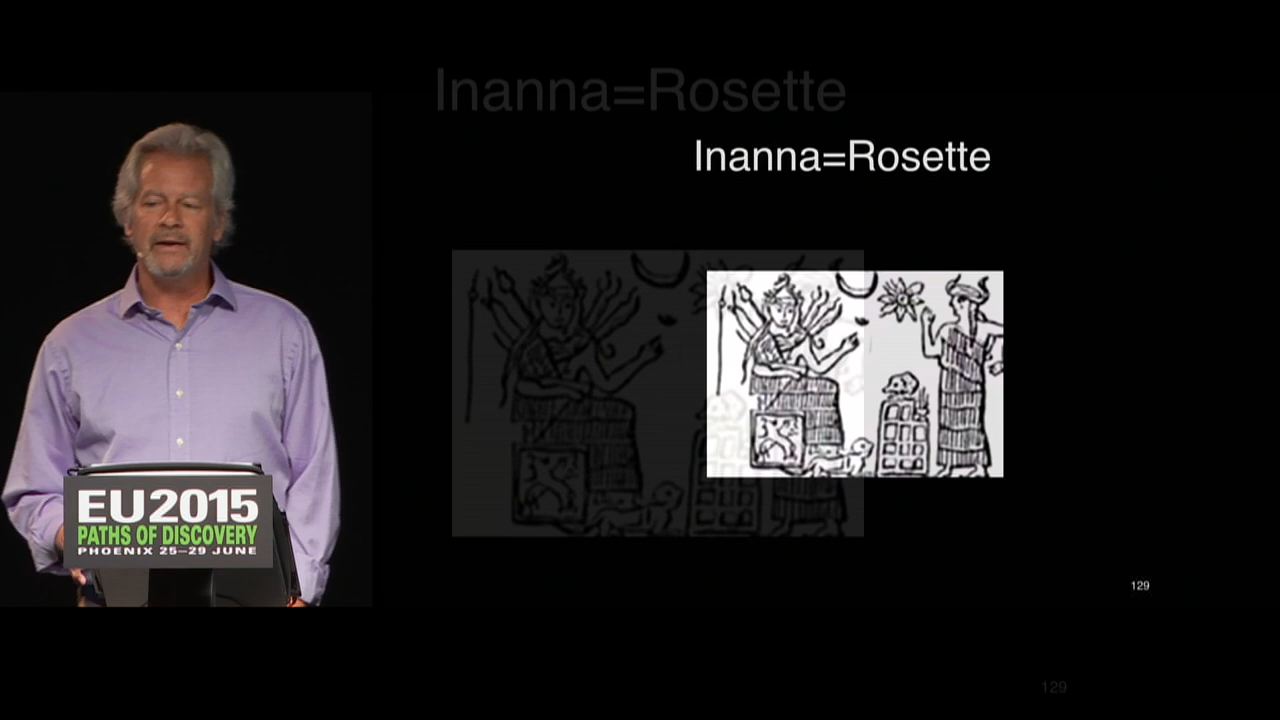 Inanna=Rosette
Inanna=Rosette
EU2015
PATHS OF DISCOVERY
PHOENIX 25–29 JUNE
129
129